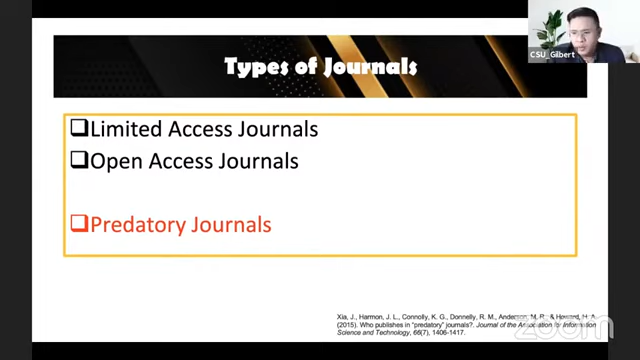 CSU_Gilbert
Types of Journals
Limited Access Journals
Open Access Journals
Predatory Journals
Xia, J., Harmon, J. L., Connolly, K. G., Donnelly, R. M., Anderson, M. R., & Howard, H. A.
(2015). Who publishes in "predatory" journals?. Journal of the Association for Information
Science and Technology, 66(7), 1406-1417.
zoom